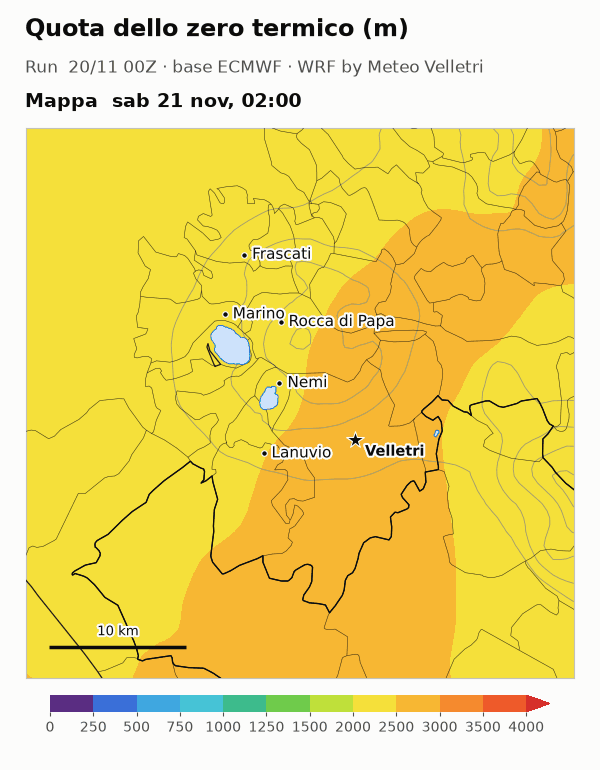 Quota dello zero termico (m)
Run  20/11 00Z · base ECMWF · WRF by Meteo Velletri
Mappa  sab 21 nov, 02:00
Frascati
Marino
Rocca di Papa
Nemi
Velletri
Lanuvio
10 km
0 250 500 750 1000 1250 1500 2000 2500 3000 3500 4000